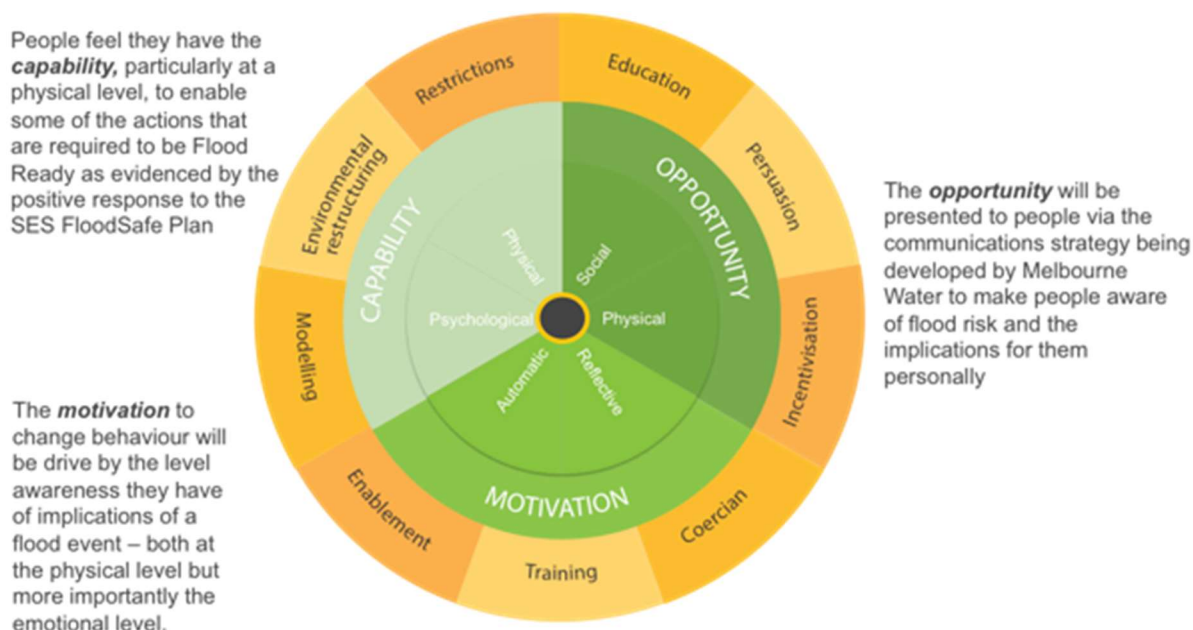 People feel they have the
capability, particularly at a
physical level, to enable
some of the actions that
are required to be Flood
Ready as evidenced by the
positive response to the
SES FloodSafe Plan
The motivation to
change behaviour will
be drive by the level
awareness they have
of implications of a
flood event – both at
the physical level but
more importantly the
emotional level.
Restrictions
Education
Persuasion
Incentivisation
Coercian
Training
Enablement
Modelling
Environmental
restructuring
CAPABILITY
OPPORTUNITY
MOTIVATION
Physical
Social
Psychological
Physical
Automatic
Reflective
The opportunity will be
presented to people via the
communications strategy being
developed by Melbourne
Water to make people aware
of flood risk and the
implications for them
personally